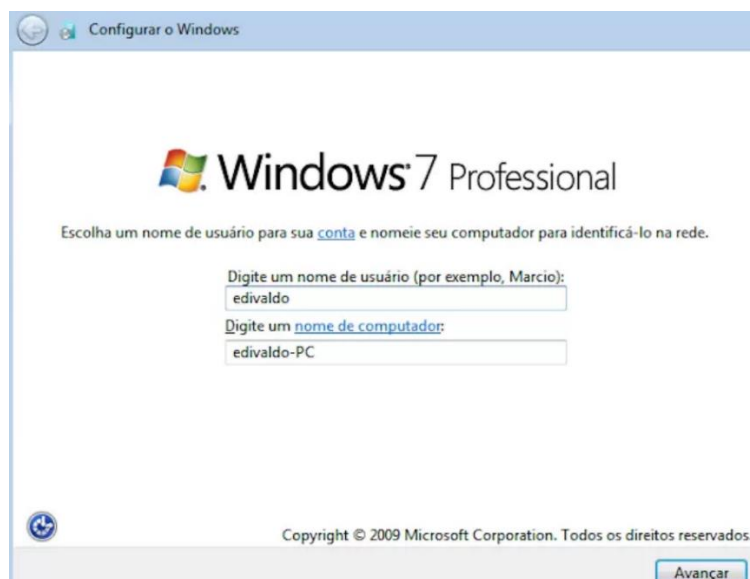 Configurar o Windows
Windows 7 Professional
Escolha um nome de usuário para sua conta e nomeie seu computador para identificá-lo na rede.
Digite um nome de usuário (por exemplo, Marcio):
edivaldo
Digite um nome de computador:
edivaldo-PC
Copyright © 2009 Microsoft Corporation. Todos os direitos reservados.
Avançar